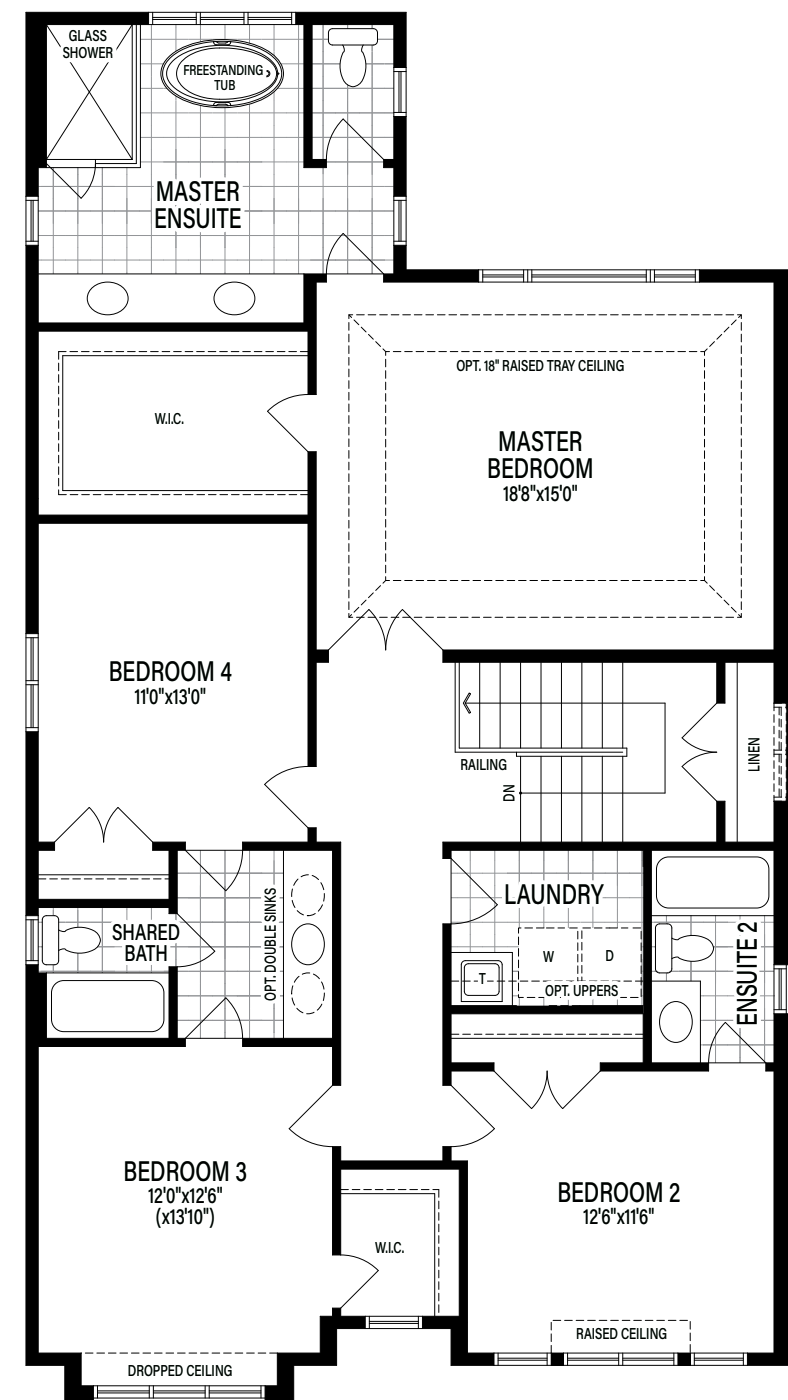 GLASS
SHOWER
FREESTANDING
TUB
MASTER
ENSUITE
OPT. 18" RAISED TRAY CEILING
W.I.C.
MASTER
BEDROOM
18'8"x15'0"
BEDROOM 4
11'0"x13'0"
RAILING
DN
LINEN
LAUNDRY
OPT. DOUBLE SINKS
SHARED
BATH
W
D
T
OPT. UPPERS
ENSUITE 2
BEDROOM 3
12'0"x12'6"
(x13'10")
BEDROOM 2
12'6"x11'6"
W.I.C.
RAISED CEILING
DROPPED CEILING